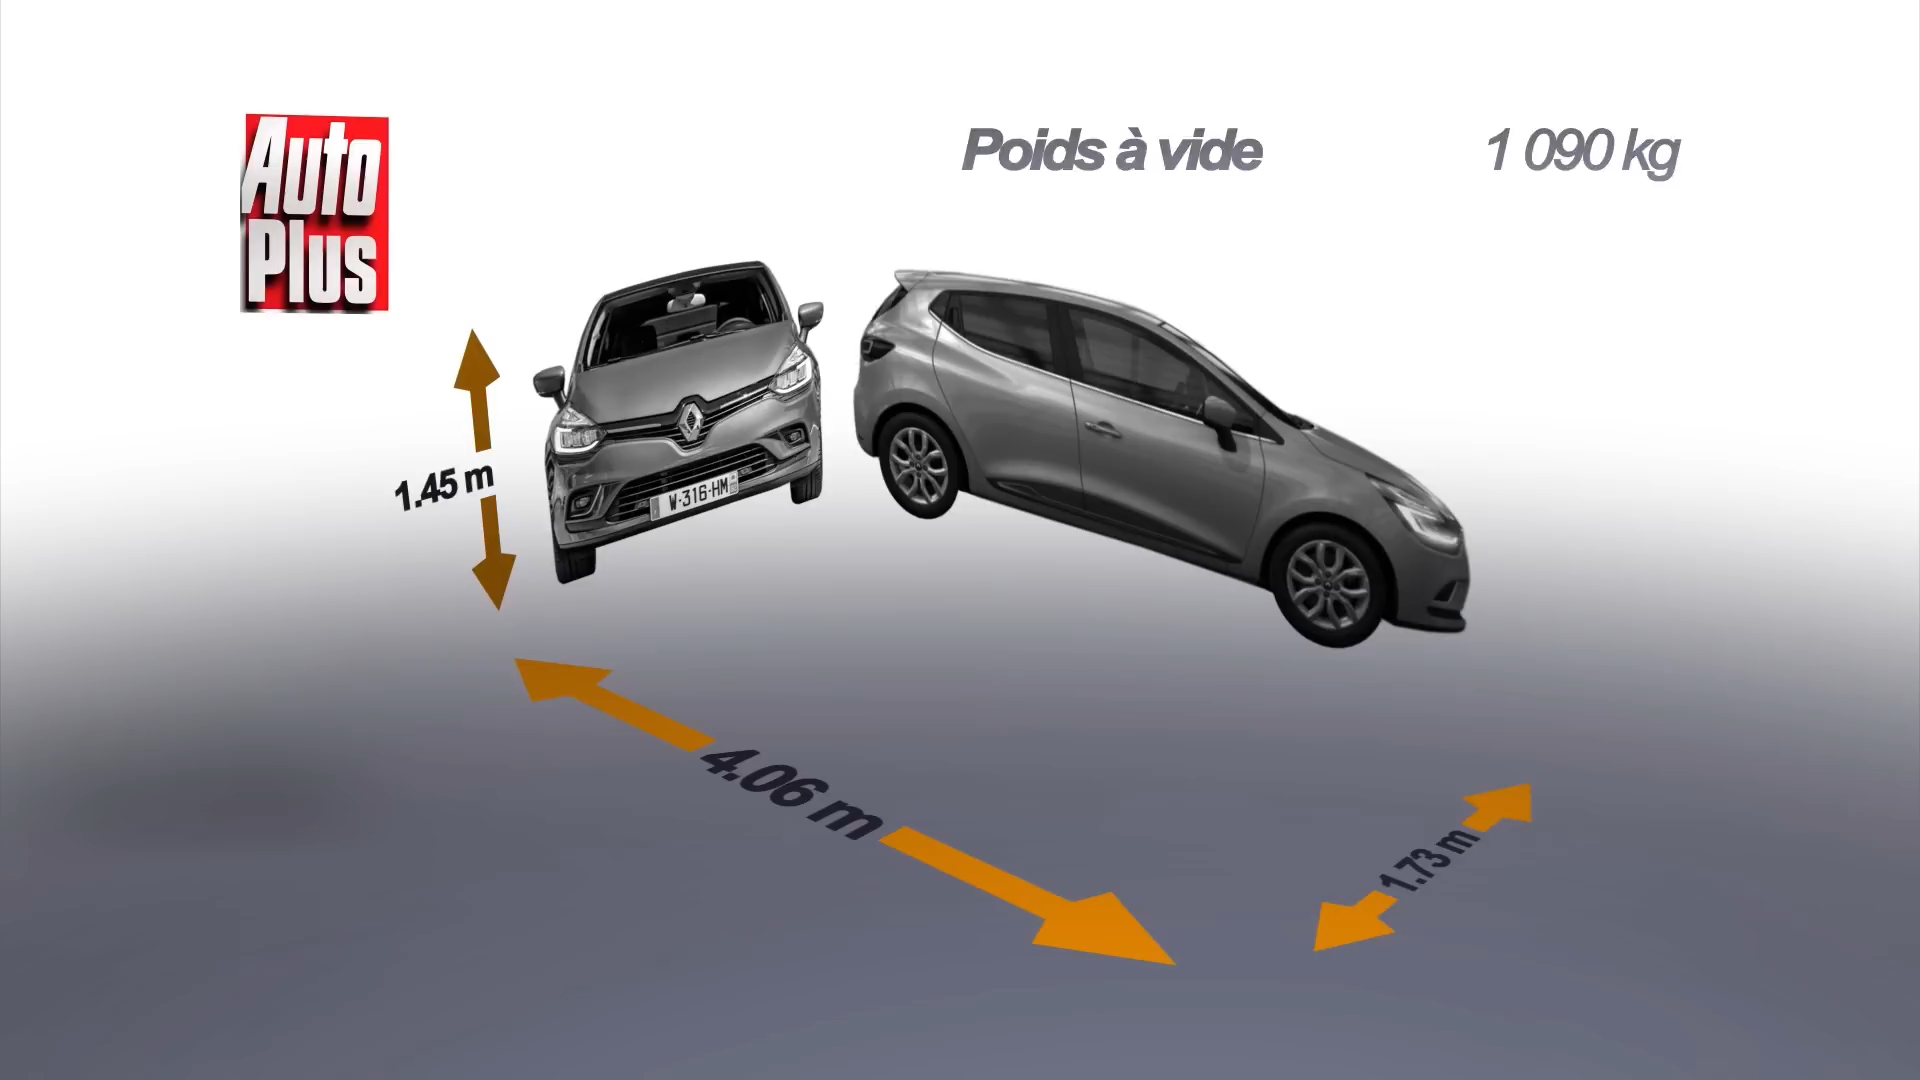 Auto
Plus
Poids à vide 1 090 kg
1.45 m
W-316-HM
4.06 m
1.73 m